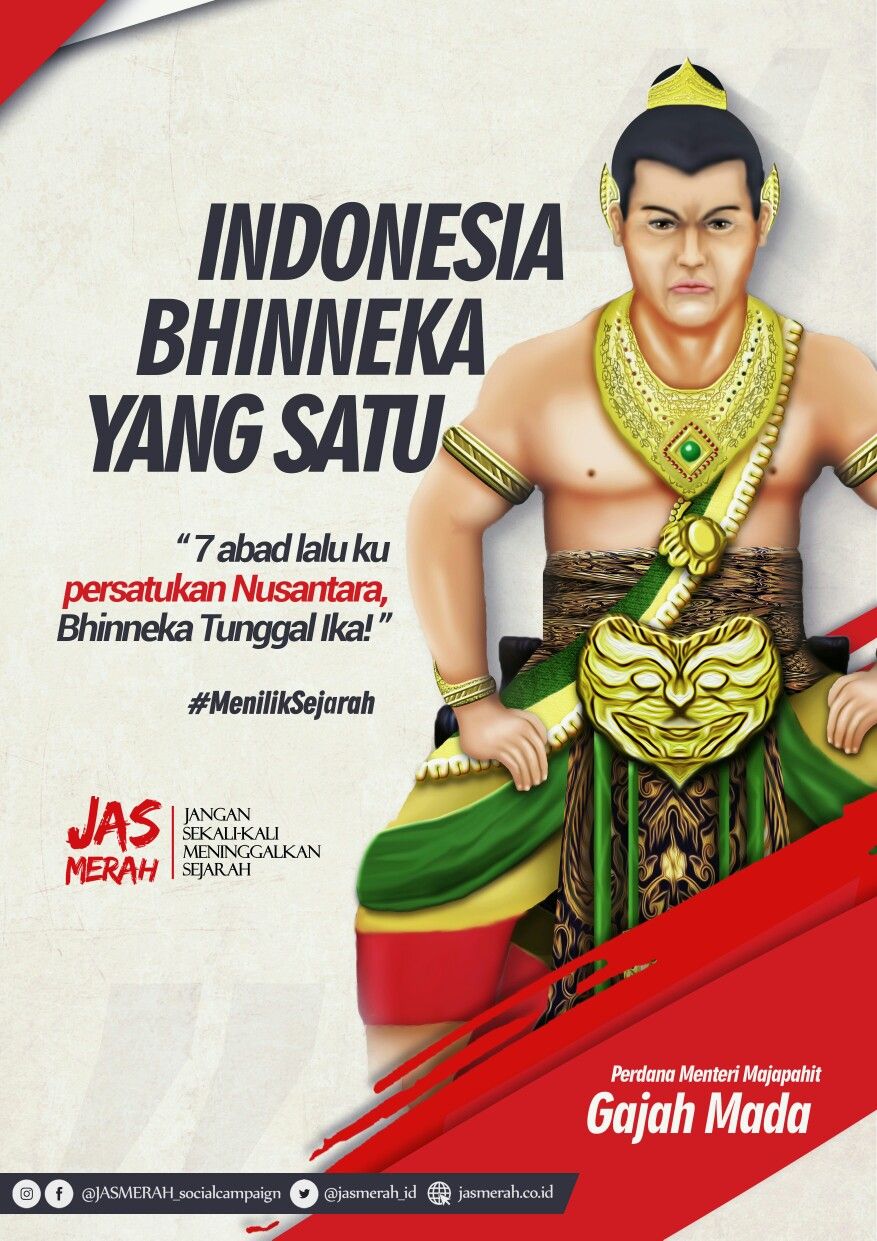 INDONESIA
BHINNEKA
YANG SATU
“ 7 abad lalu ku
persatukan Nusantara,
Bhinneka Tunggal Ika! ”
#MenilikSejarah
JAS
MERAH
JANGAN
SEKALI-KALI
MENINGGALKAN
SEJARAH
Perdana Menteri Majapahit
Gajah Mada
@JASMERAH_socialcampaign @jasmerah_id jasmerah.co.id